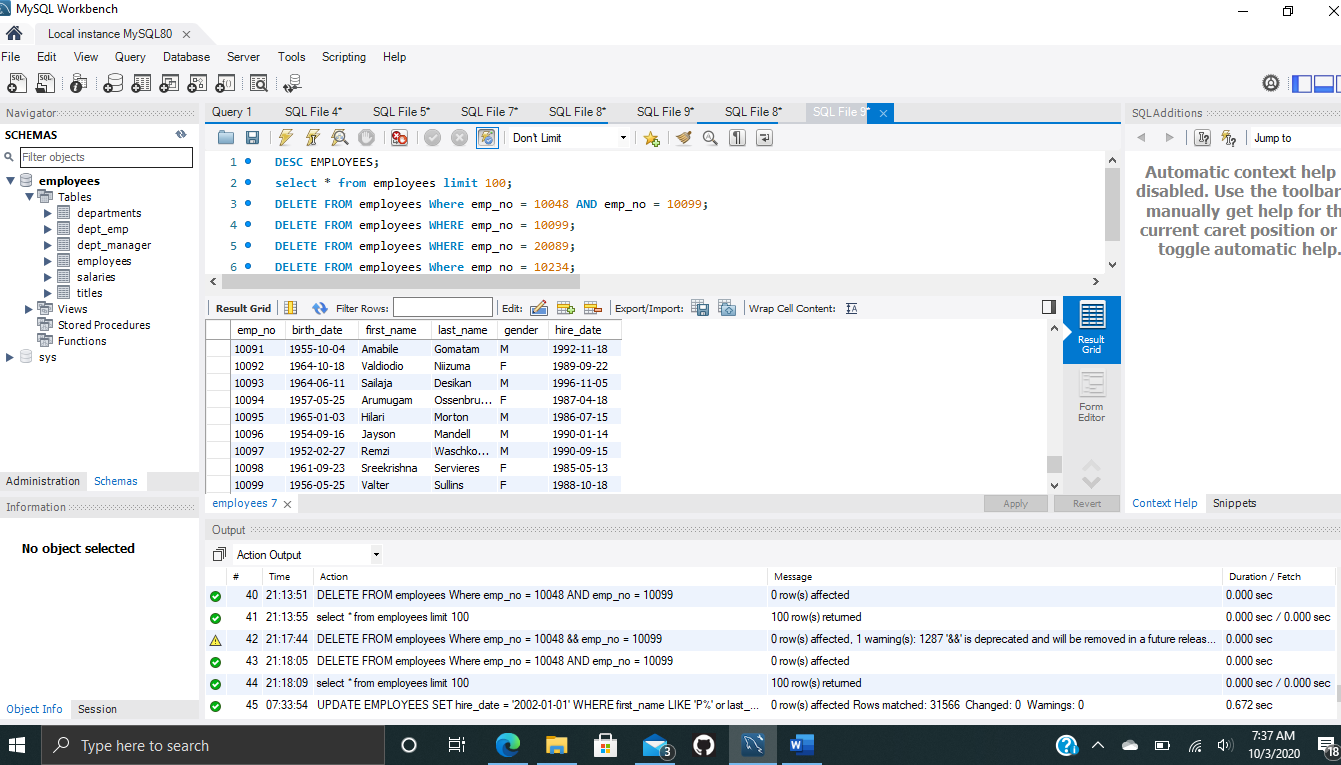 MySQL Workbench
Local instance MySQL80
File Edit View Query Database Server Tools Scripting Help
Navigator
SCHEMAS
Filter objects
employees
Tables
departments
dept_emp
dept_manager
employees
salaries
titles
Views
Stored Procedures
Functions
sys
Administration Schemas
Information
No object selected
Object Info Session
Query 1 SQL File 4* SQL File 5* SQL File 7* SQL File 8* SQL File 9* SQL File 8* SQL File 9*
Don't Limit
1 DESC EMPLOYEES;
2 select * from employees limit 100;
3 DELETE FROM employees Where emp_no = 10048 AND emp_no = 10099;
4 DELETE FROM employees WHERE emp_no = 10099;
5 DELETE FROM employees WHERE emp_no = 20089;
6 DELETE FROM employees Where emp no = 10234;
Result Grid Filter Rows: Edit: Export/Import: Wrap Cell Content:
emp_no birth_date first_name last_name gender hire_date
10091 1955-10-04 Amabile Gomatam M 1992-11-18
10092 1964-10-18 Valdiodio Niizuma F 1989-09-22
10093 1964-06-11 Sailaja Desikan M 1996-11-05
10094 1957-05-25 Arumugam Ossenbru... F 1987-04-18
10095 1965-01-03 Hilari Morton M 1986-07-15
10096 1954-09-16 Jayson Mandell M 1990-01-14
10097 1952-02-27 Remzi Waschko... M 1990-09-15
10098 1961-09-23 Sreekrishna Servieres F 1985-05-13
10099 1956-05-25 Valter Sullins F 1988-10-18
Result
Grid
Form
Editor
employees 7 Apply Revert
SQLAdditions
Jump to
Automatic context help
disabled. Use the toolbar
manually get help for th
current caret position or
toggle automatic help.
Context Help Snippets
Output
Action Output
# Time Action Message Duration / Fetch
40 21:13:51 DELETE FROM employees Where emp_no = 10048 AND emp_no = 10099 0 row(s) affected 0.000 sec
41 21:13:55 select * from employees limit 100 100 row(s) returned 0.000 sec / 0.000 sec
42 21:17:44 DELETE FROM employees Where emp_no = 10048 && emp_no = 10099 0 row(s) affected, 1 warning(s): 1287 '&&' is deprecated and will be removed in a future releas... 0.000 sec
43 21:18:05 DELETE FROM employees Where emp_no = 10048 AND emp_no = 10099 0 row(s) affected 0.000 sec
44 21:18:09 select * from employees limit 100 100 row(s) returned 0.000 sec / 0.000 sec
45 07:33:54 UPDATE EMPLOYEES SET hire_date = '2002-01-01' WHERE first_name LIKE 'P%' or last_... 0 row(s) affected Rows matched: 31566 Changed: 0 Warnings: 0 0.672 sec
Type here to search
3
7:37 AM
10/3/2020
18